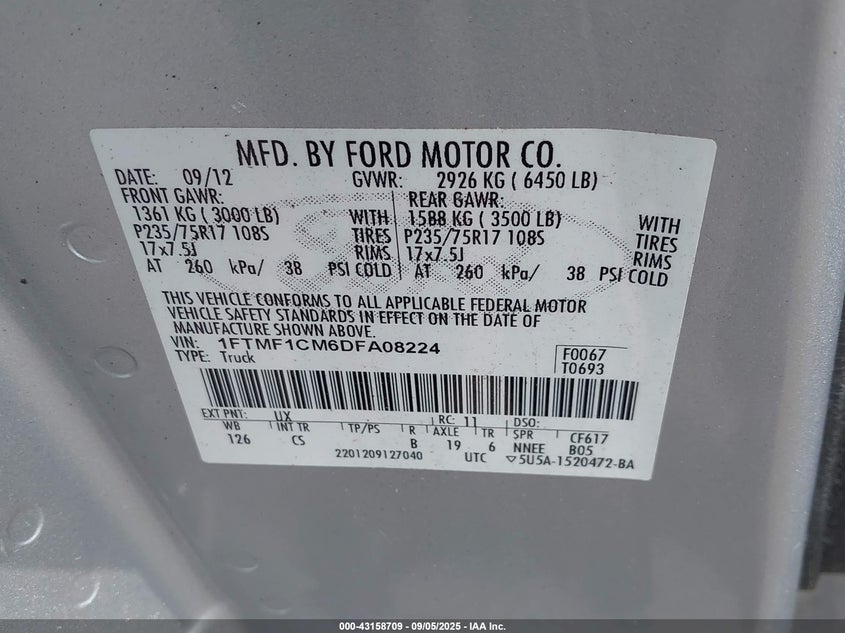 MFD. BY FORD MOTOR CO.
DATE: 09/12 GVWR: 2926 KG ( 6450 LB)
FRONT GAWR: REAR GAWR:
1361 KG ( 3000 LB) WITH 1588 KG ( 3500 LB) WITH
P235/75R17 108S TIRES P235/75R17 108S TIRES
17x7.5J RIMS 17x7.5J RIMS
AT 260 kPa/ 38 PSI COLD AT 260 kPa/ 38 PSI COLD
THIS VEHICLE CONFORMS TO ALL APPLICABLE FEDERAL MOTOR
VEHICLE SAFETY STANDARDS IN EFFECT ON THE DATE OF
MANUFACTURE SHOWN ABOVE.
VIN: 1FTMF1CM6DFA08224 F0067
TYPE: Truck T0693
EXT PNT: UX RC: 11 DSO:
WB INT TR TP/PS R AXLE TR SPR CF617
126 CS B 19 6 NNEE B05
2201209127040 UTC ▽5U5A-1520472-BA
000-43158709 - 09/05/2025 - IAA Inc.